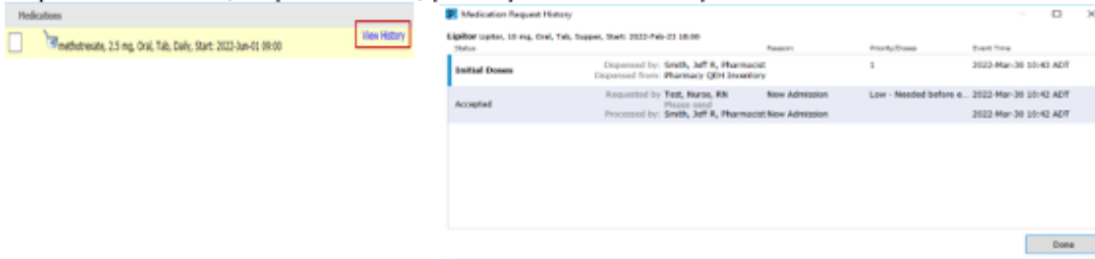 Medications
methotrexate, 2.5 mg, Oral, Tab, Daily, Start: 2022-Jun-01 09:00
View History
Medication Request History
Lipitor Lipitor, 10 mg, Oral, Tab, Supper, Start: 2022-Feb-23 18:00
Status Reason: Priority/Doses Event Time
Initial Doses Dispensed by: Smith, Jeff R, Pharmacist 1 2022-Mar-30 10:43 ADT
Dispensed from: Pharmacy QEH Inventory
Accepted Requested by Test, Nurse, RN New Admission Low - Needed before e... 2022-Mar-30 10:42 ADT
Please send
Processed by: Smith, Jeff R, Pharmacist New Admission 2022-Mar-30 10:42 ADT
Done